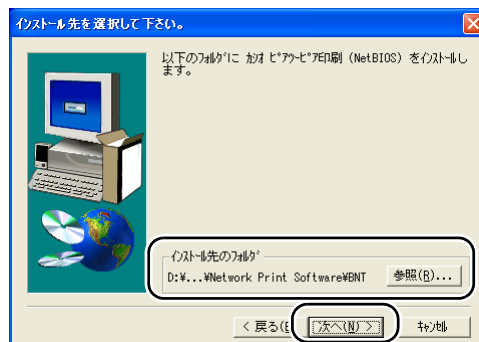 ｲﾝｽﾄｰﾙ先を選択して下さい。
以下のﾌｫﾙﾀﾞに ｶｼｵ ﾋﾟｱﾂｰﾋﾟｱ印刷 (NetBIOS) をｲﾝｽﾄｰﾙし
ます。
ｲﾝｽﾄｰﾙ先のﾌｫﾙﾀﾞ
D:¥...¥Network Print Software¥BNT 参照(R)...
< 戻る( 次へ(N) > ｷｬﾝｾﾙ